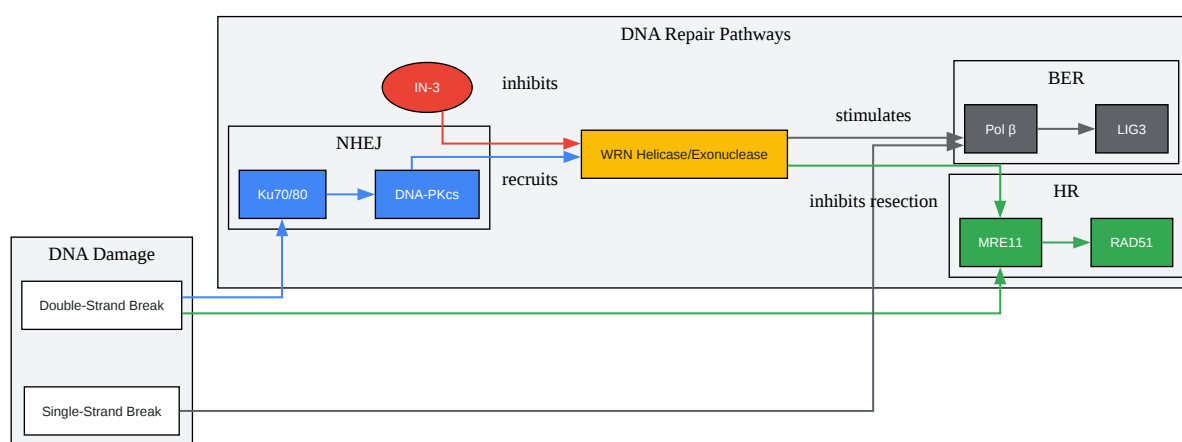 DNA Repair Pathways
IN-3
inhibits
BER
stimulates
Pol β
LIG3
NHEJ
WRN Helicase/Exonuclease
recruits
Ku70/80
DNA-PKcs
inhibits resection
HR
MRE11
RAD51
DNA Damage
Double-Strand Break
Single-Strand Break